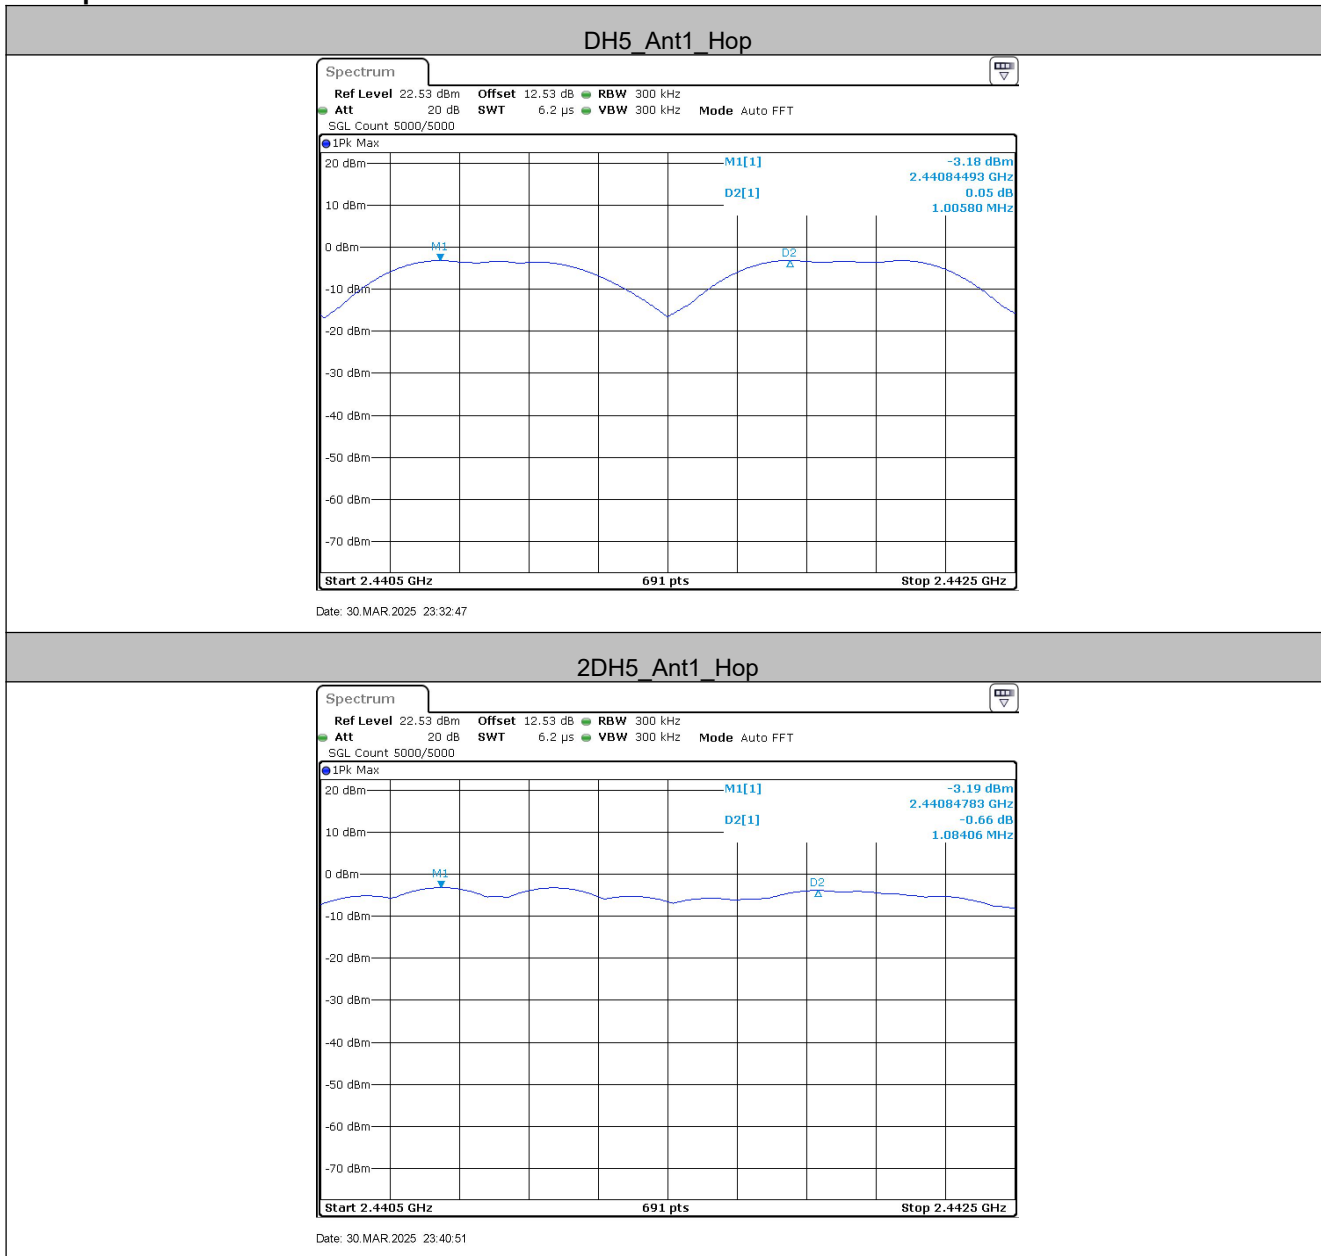 DH5_Ant1_Hop
Spectrum
Ref Level 22.53 dBm Offset 12.53 dB RBW 300 kHz
Att 20 dB SWT 6.2 µs VBW 300 kHz Mode Auto FFT
SGL Count 5000/5000
1Pk Max
20 dBm
M1[1] -3.18 dBm
2.44084493 GHz
D2[1] 0.05 dB
1.00580 MHz
10 dBm
0 dBm
M1
D2
-10 dBm
-20 dBm
-30 dBm
-40 dBm
-50 dBm
-60 dBm
-70 dBm
Start 2.4405 GHz 691 pts Stop 2.4425 GHz
Date: 30.MAR.2025 23:32:47
2DH5_Ant1_Hop
Spectrum
Ref Level 22.53 dBm Offset 12.53 dB RBW 300 kHz
Att 20 dB SWT 6.2 µs VBW 300 kHz Mode Auto FFT
SGL Count 5000/5000
1Pk Max
20 dBm
M1[1] -3.19 dBm
2.44084783 GHz
D2[1] -0.66 dB
1.08406 MHz
10 dBm
0 dBm
M1
D2
-10 dBm
-20 dBm
-30 dBm
-40 dBm
-50 dBm
-60 dBm
-70 dBm
Start 2.4405 GHz 691 pts Stop 2.4425 GHz
Date: 30.MAR.2025 23:40:51